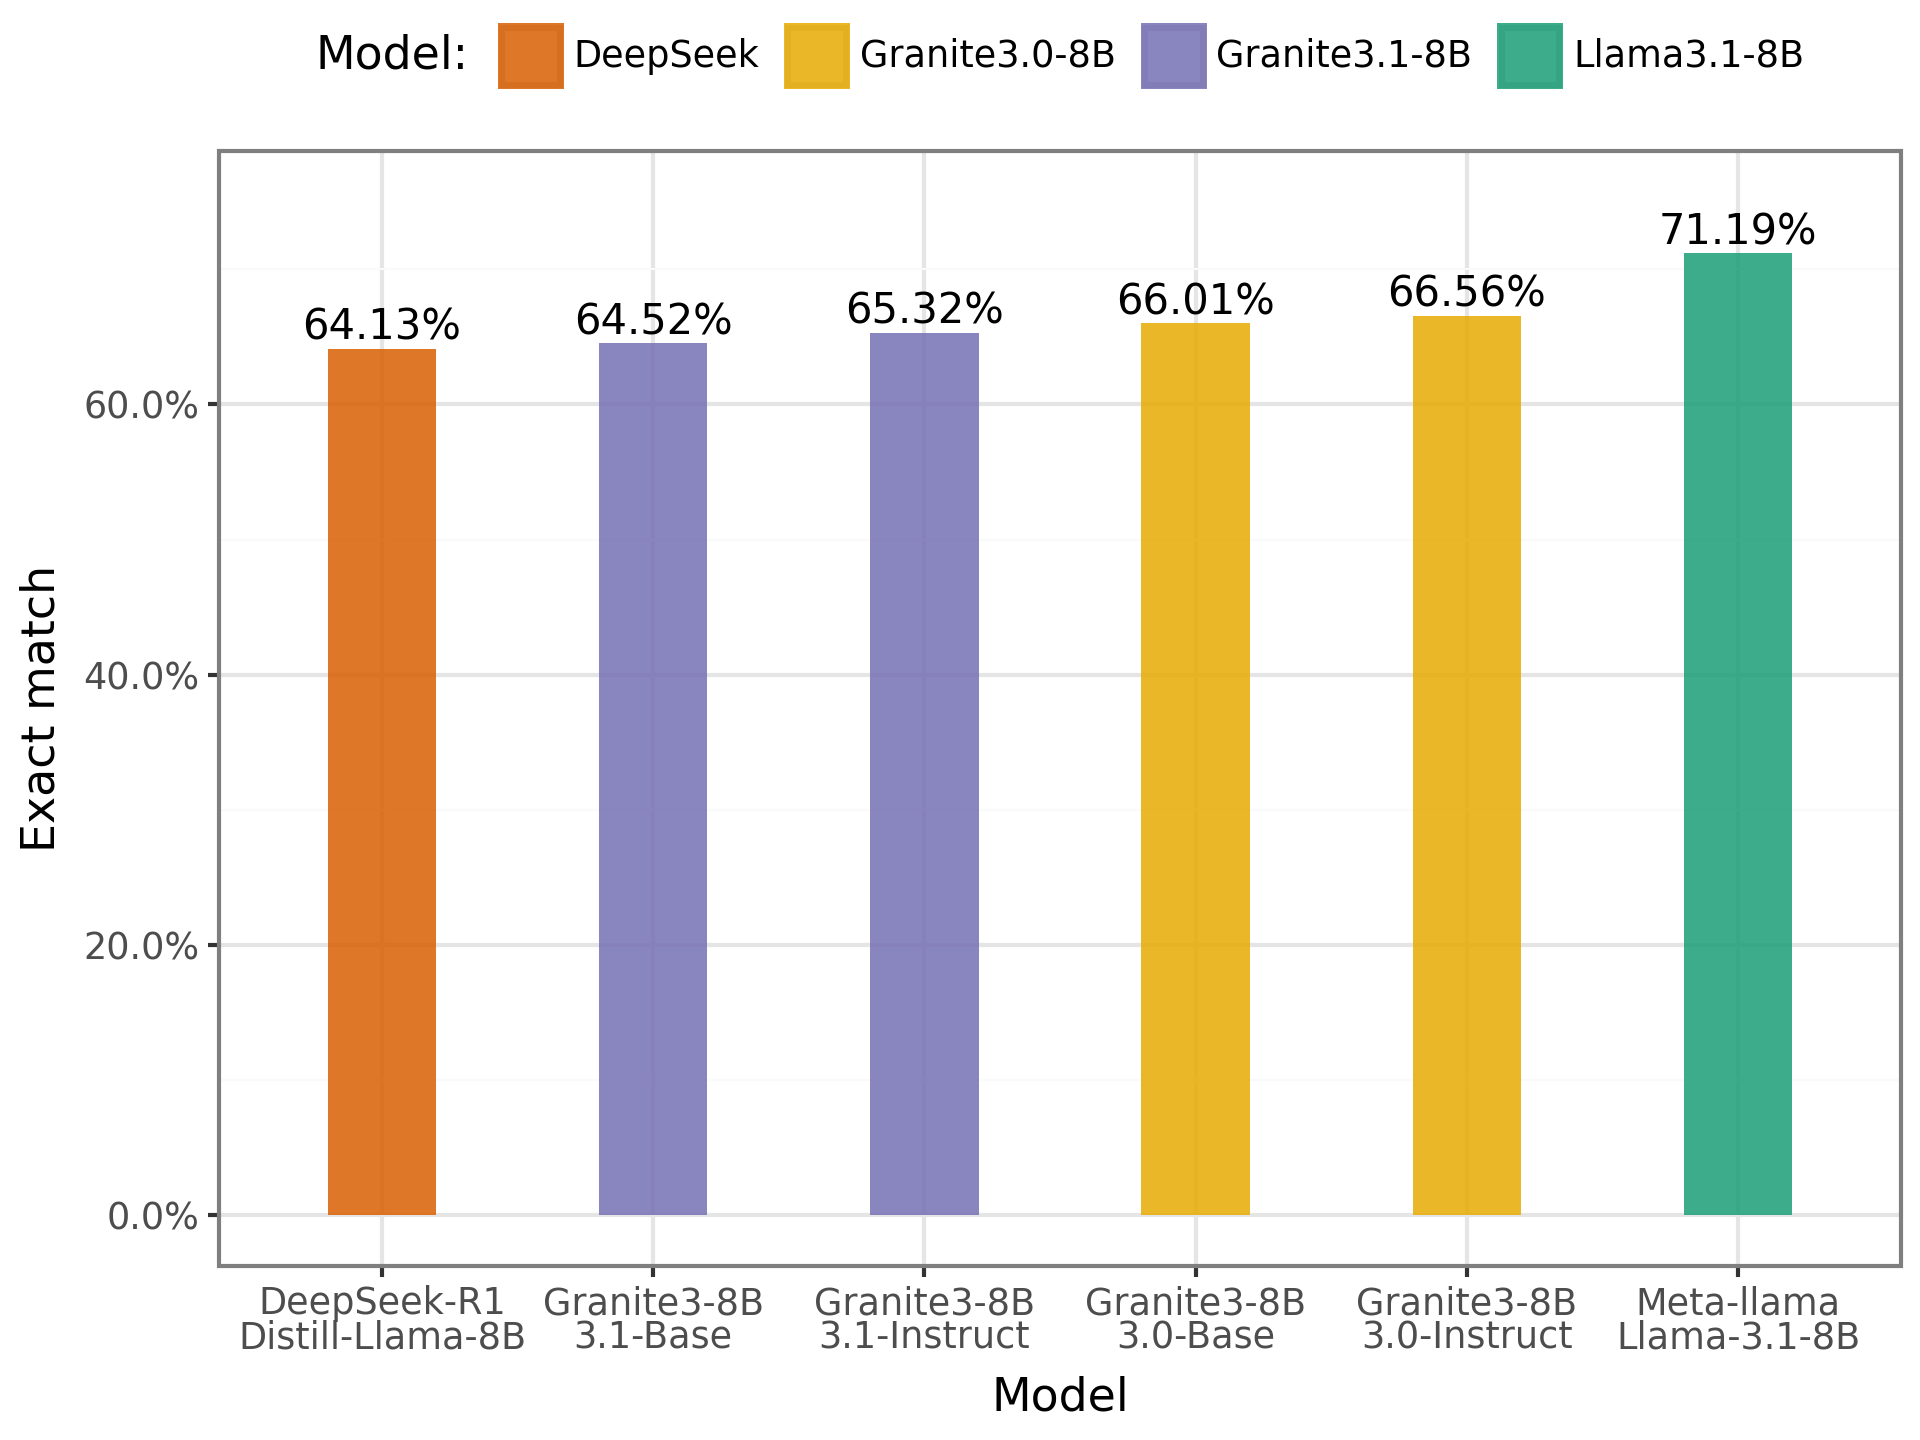 Model: DeepSeek Granite3.0-8B Granite3.1-8B Llama3.1-8B
71.19%
66.56%
66.01%
65.32%
64.52%
64.13%
60.0%
40.0%
20.0%
0.0%
Exact match
DeepSeek-R1 Granite3-8B Granite3-8B Granite3-8B Granite3-8B Meta-llama
Distill-Llama-8B 3.1-Base 3.1-Instruct 3.0-Base 3.0-Instruct Llama-3.1-8B
Model